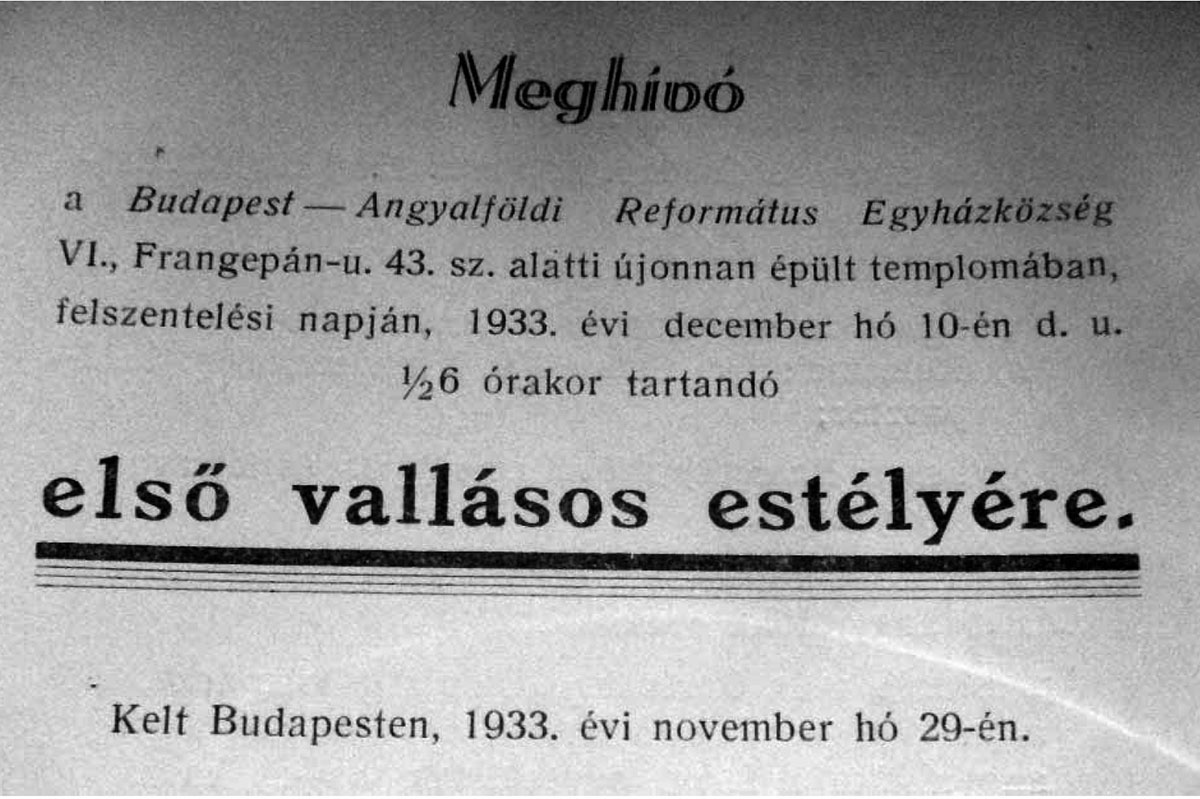 Meghívó
a Budapest — Angyalföldi Református Egyházközség
VI., Frangepán-u. 43. sz. alatti újonnan épült templomában,
felszentelési napján, 1933. évi december hó 10-én d. u.
½6 órakor tartandó
első vallásos estélyére.
Kelt Budapesten, 1933. évi november hó 29-én.